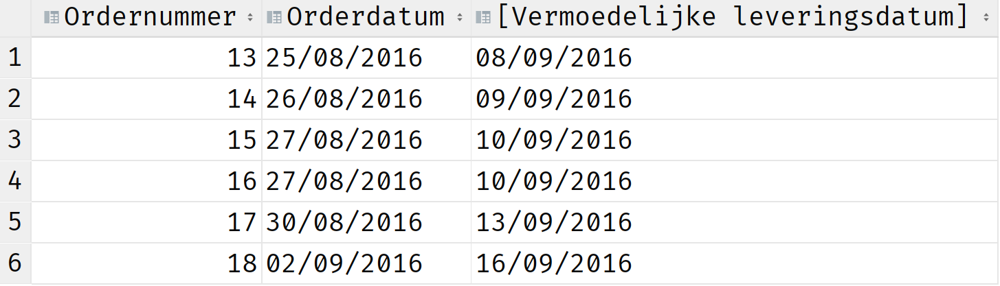 Ordernummer Orderdatum [Vermoedelijke leveringsdatum]
1 13 25/08/2016 08/09/2016
2 14 26/08/2016 09/09/2016
3 15 27/08/2016 10/09/2016
4 16 27/08/2016 10/09/2016
5 17 30/08/2016 13/09/2016
6 18 02/09/2016 16/09/2016